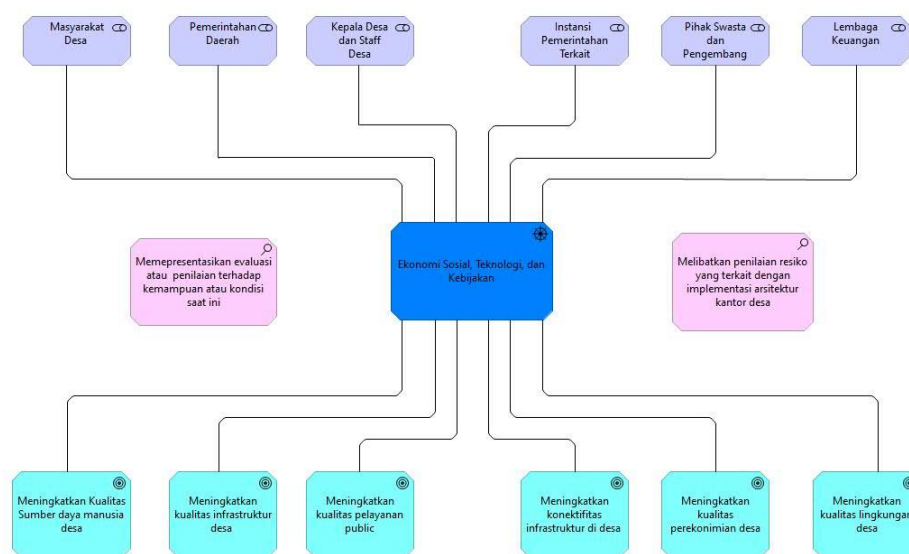 Masyarakat
Desa
Pemerintahan
Daerah
Kepala Desa
dan Staff
Desa
Instansi
Pemerintahan
Terkait
Pihak Swasta
dan
Pengembang
Lembaga
Keuangan
Memepresentasikan evaluasi
atau penilaian terhadap
kemampuan atau kondisi
saat ini
Ekonomi Sosial, Teknologi, dan
Kebijakan
Melibatkan penilaian resiko
yang terkait dengan
implementasi arsitektur
kantor desa
Meningkatkan Kualitas
Sumber daya manusia
desa
Meningkatkan
kualitas infrastruktur
desa
Meningkatkan
kualitas pelayanan
public
Meningkatkan
konektifitas
infrastruktur di desa
Meningkatkan
kualitas
perekonimian desa
Meningkatkan
kualitas lingkungan
desa